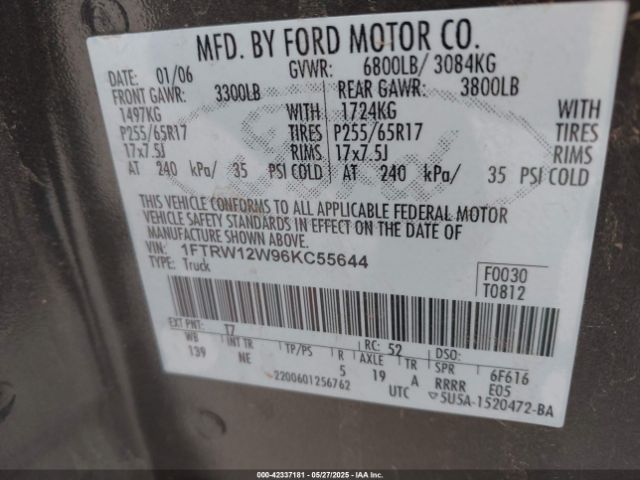 MFD. BY FORD MOTOR CO.
DATE: 01/06 GVWR: 6800LB/ 3084KG
FRONT GAWR: 3300LB REAR GAWR: 3800LB
1497KG WITH 1724KG WITH
P255/65R17 TIRES P255/65R17 TIRES
17x7.5J RIMS 17x7.5J RIMS
AT 240 kPa/ 35 PSI COLD AT 240 kPa/ 35 PSI COLD
THIS VEHICLE CONFORMS TO ALL APPLICABLE FEDERAL MOTOR
VEHICLE SAFETY STANDARDS IN EFFECT ON THE DATE OF
MANUFACTURE SHOWN ABOVE.
VIN: 1FTRW12W96KC55644
TYPE: Truck
F0030
T0812
EXT PNT: T7 RC: 52 DSO:
WB INT TR TP/PS R AXLE TR SPR 6F616
139 NE 5 19 A RRRR E05
2200601256762 UTC 5U5A-1520472-BA
000-42337181 - 05/27/2025 - IAA Inc.